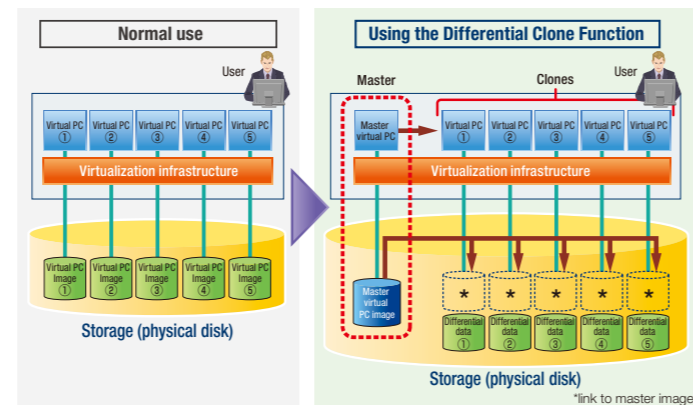 Normal use
User
Virtual PC
①
Virtual PC
②
Virtual PC
③
Virtual PC
④
Virtual PC
⑤
Virtualization infrastructure
Virtual PC
Image
①
Virtual PC
Image
②
Virtual PC
Image
③
Virtual PC
Image
④
Virtual PC
Image
⑤
Storage (physical disk)
Using the Differential Clone Function
Master
Clones
User
Master
virtual PC
Virtual PC
①
Virtual PC
②
Virtual PC
③
Virtual PC
④
Virtual PC
⑤
Virtualization infrastructure
Master
virtual
PC image
*
*
*
*
*
Differential
data
①
Differential
data
②
Differential
data
③
Differential
data
④
Differential
data
⑤
Storage (physical disk)
*link to master image